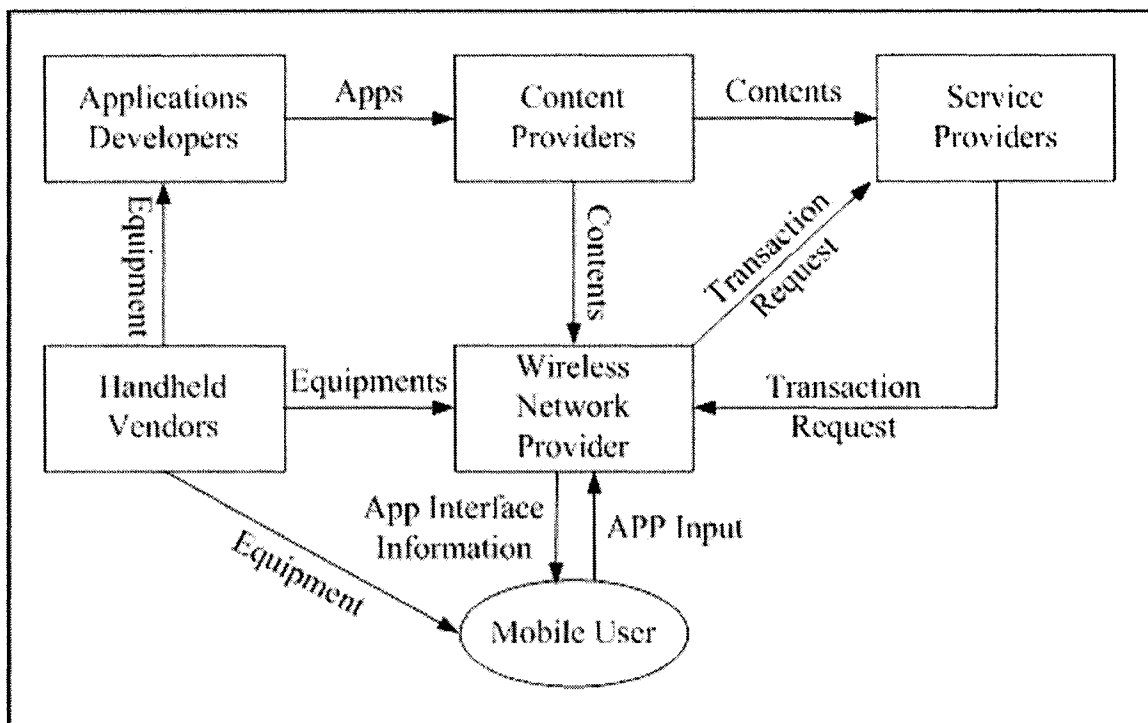 Applications
Developers
Apps
Content
Providers
Contents
Service
Providers
Equipment
Contents
Transaction
Request
Handheld
Vendors
Equipments
Wireless
Network
Provider
Transaction
Request
App Interface
Information
APP Input
Equipment
Mobile User